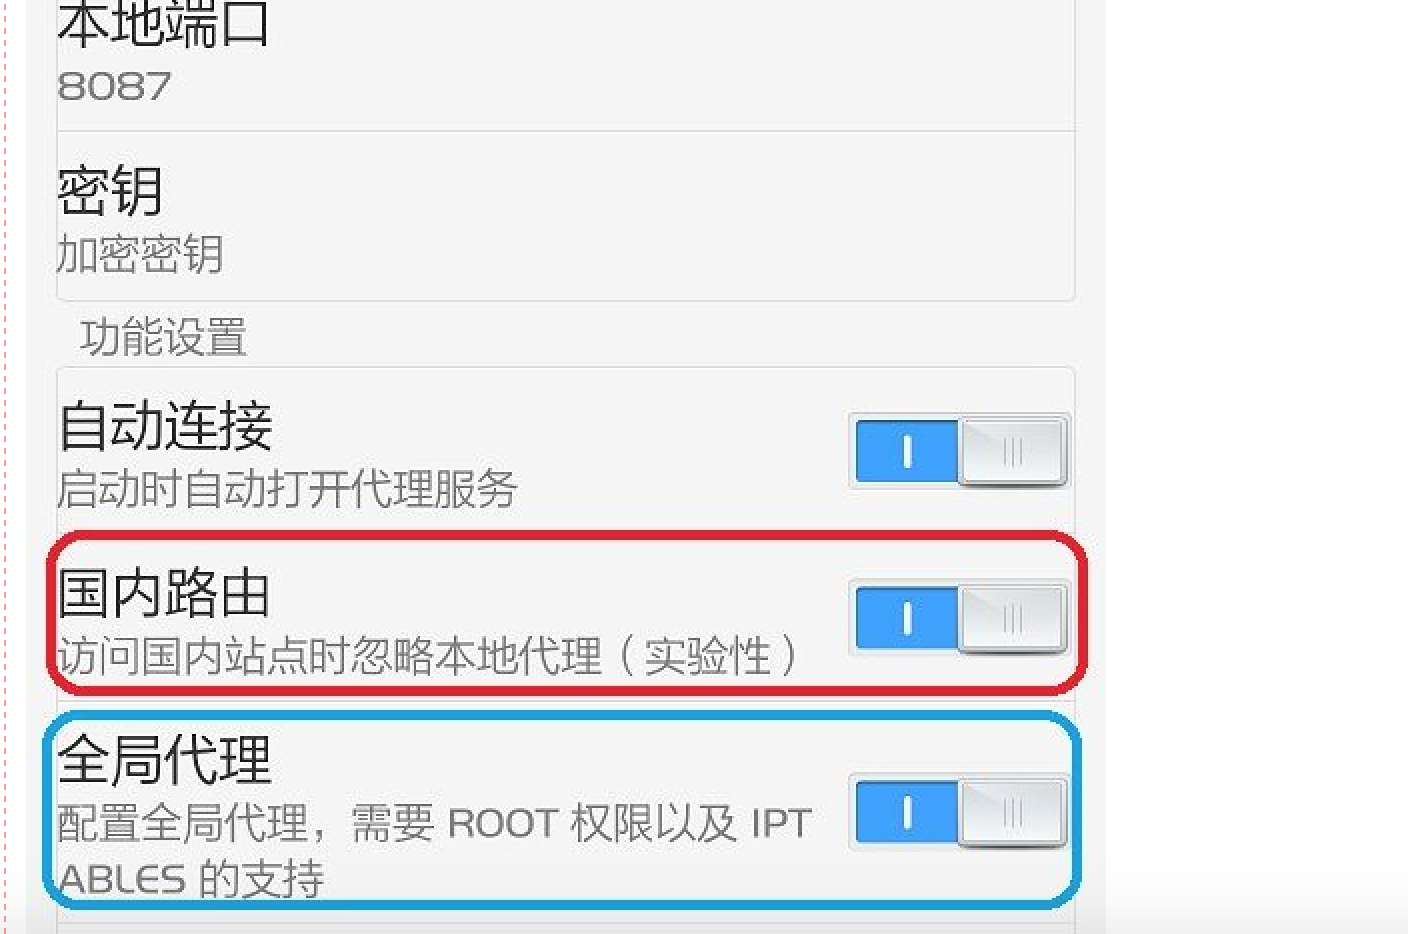 本地端口
8087
密钥
加密密钥
功能设置
自动连接
启动时自动打开代理服务
国内路由
访问国内站点时忽略本地代理（实验性）
全局代理
配置全局代理，需要 ROOT 权限以及 IPT
ABLES 的支持